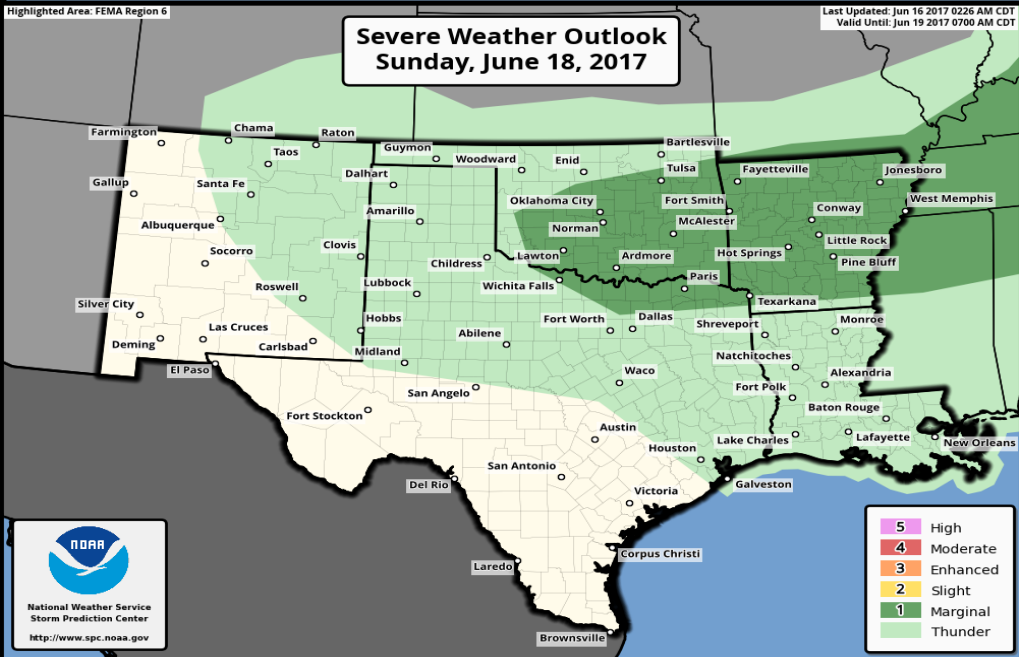 Highlighted Area: FEMA Region 6
Last Updated: Jun 16 2017 0226 AM CDT
Valid Until: Jun 19 2017 0700 AM CDT
Severe Weather Outlook
Sunday, June 18, 2017
Farmington
Chama
Raton
Taos
Guymon
Woodward
Enid
Bartlesville
Tulsa
Fayetteville
Jonesboro
Gallup
Santa Fe
Dalhart
Oklahoma City
Fort Smith
West Memphis
Albuquerque
Amarillo
Norman
McAlester
Conway
Socorro
Clovis
Childress
Lawton
Ardmore
Hot Springs
Little Rock
Pine Bluff
Roswell
Lubbock
Wichita Falls
Paris
Texarkana
Silver City
Las Cruces
Hobbs
Abilene
Fort Worth
Dallas
Shreveport
Monroe
Deming
Carlsbad
Midland
El Paso
Natchitoches
Waco
Alexandria
San Angelo
Fort Polk
Fort Stockton
Baton Rouge
Austin
Houston
Lake Charles
Lafayette
New Orleans
San Antonio
Del Rio
Victoria
Galveston
Corpus Christi
Laredo
Brownsville
NOAA
National Weather Service
Storm Prediction Center
http://www.spc.noaa.gov
5 High
4 Moderate
3 Enhanced
2 Slight
1 Marginal
Thunder